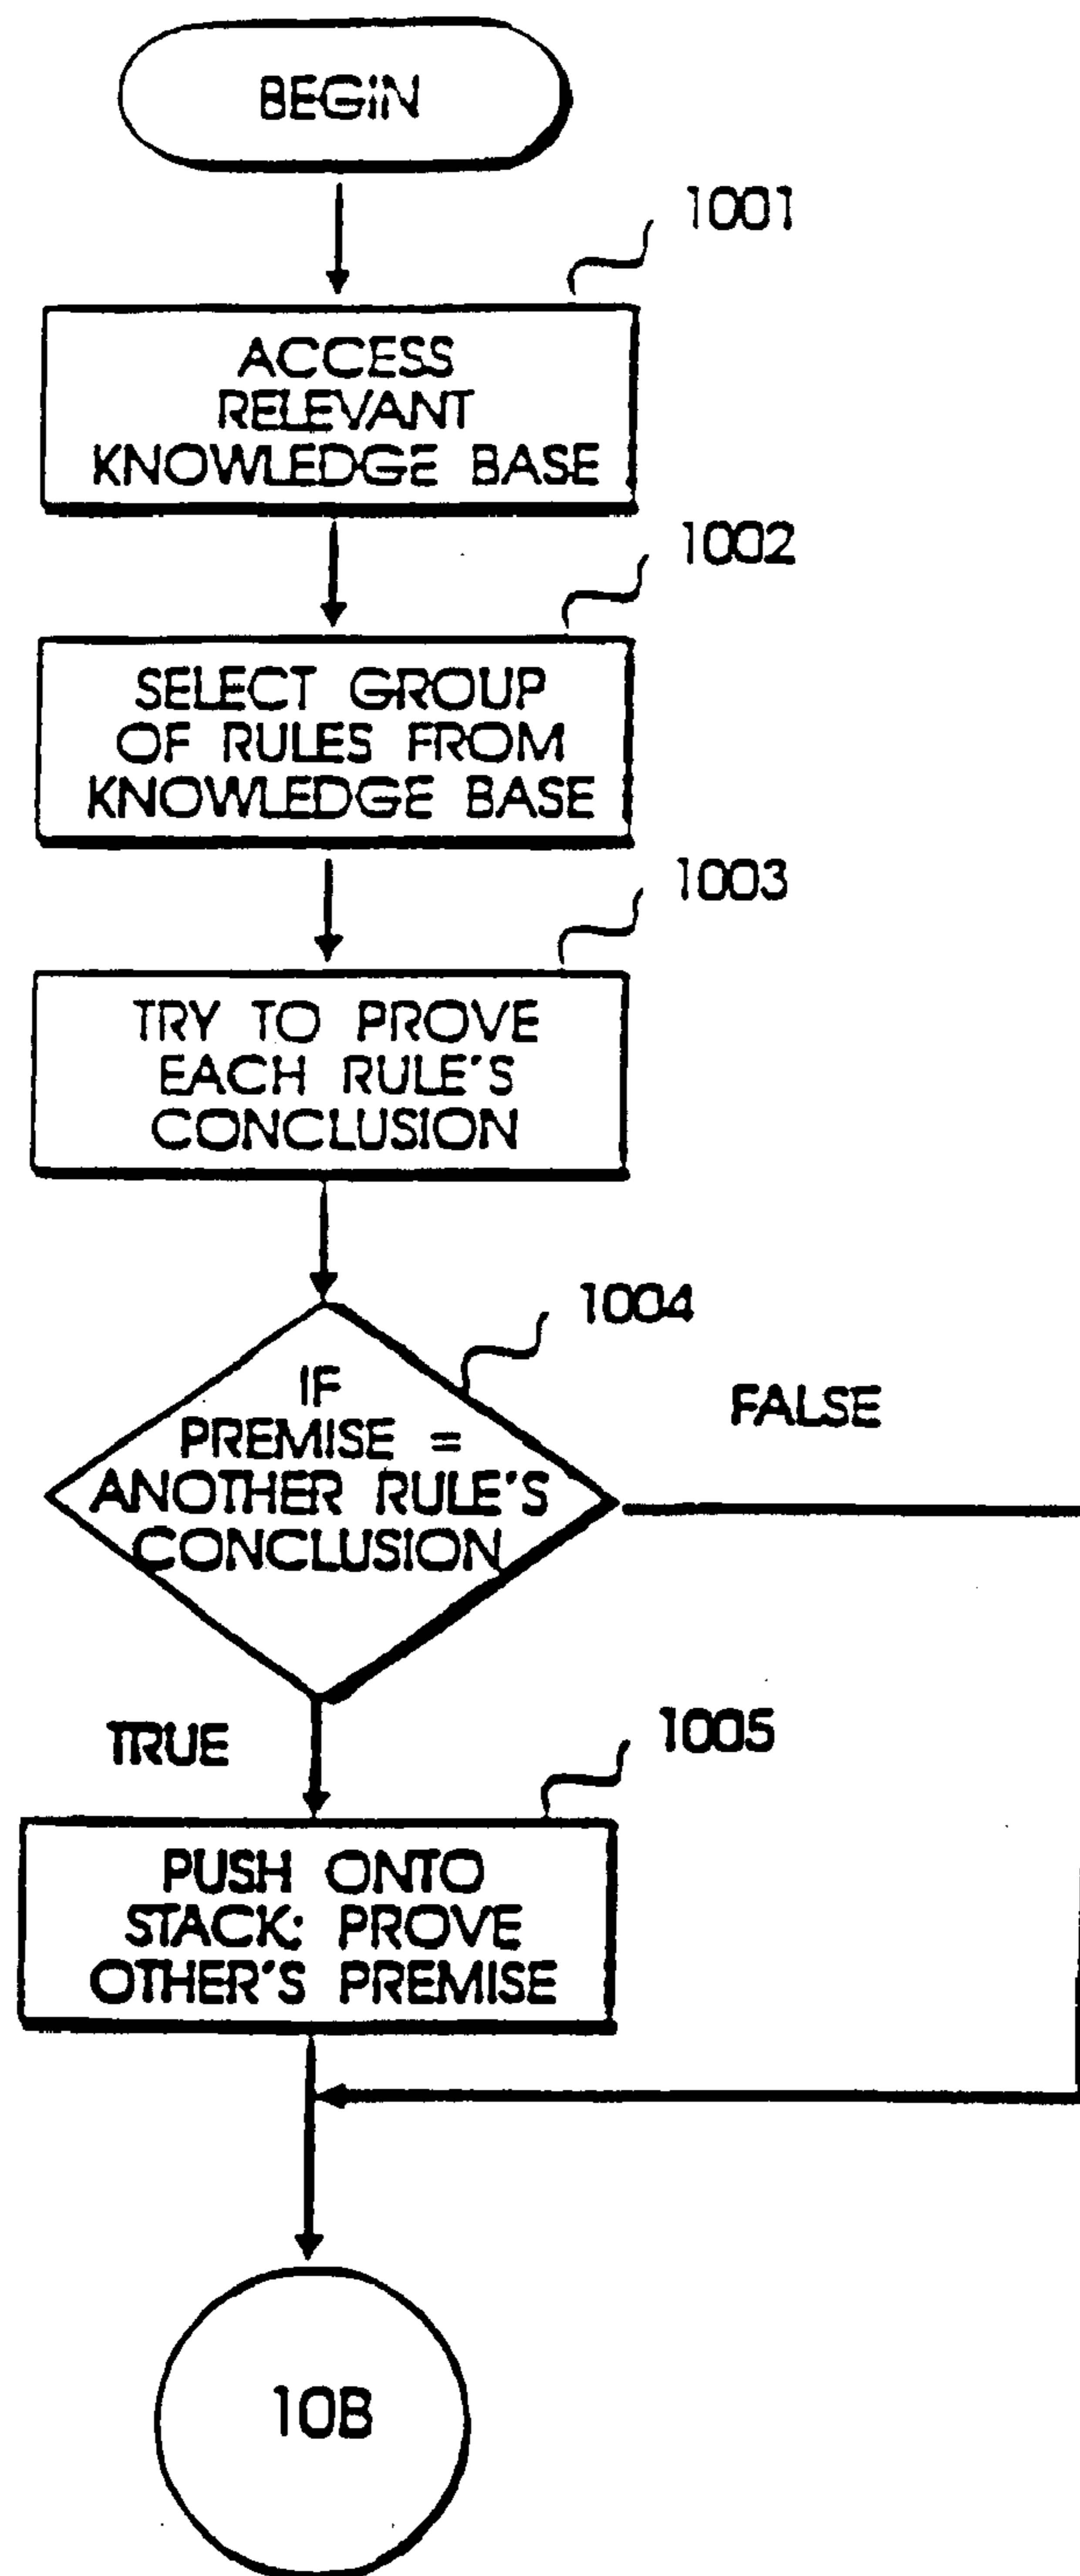 BEGIN
1001
ACCESS
RELEVANT
KNOWLEDGE BASE
1002
SELECT GROUP
OF RULES FROM
KNOWLEDGE BASE
1003
TRY TO PROVE
EACH RULE'S
CONCLUSION
1004
IF
PREMISE =
ANOTHER RULE'S
CONCLUSION
FALSE
TRUE
1005
PUSH ONTO
STACK; PROVE
OTHER'S PREMISE
10B